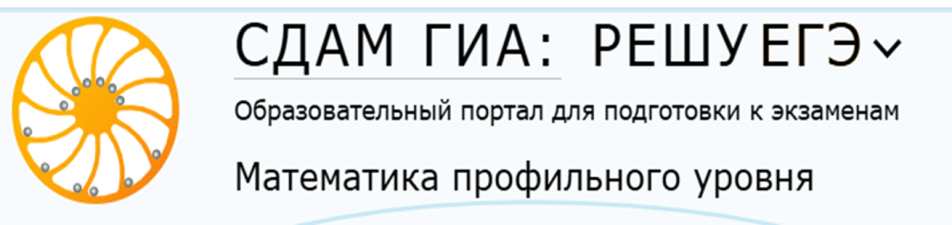 СДАМ ГИА: РЕШУ ЕГЭ
Образовательный портал для подготовки к экзаменам
Математика профильного уровня